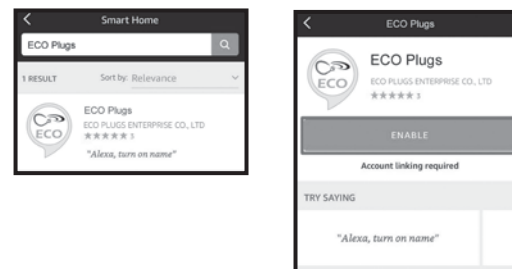 Smart Home
ECO Plugs
1 RESULT Sort by: Relevance
ECO
ECO Plugs
ECO PLUGS ENTERPRISE CO., LTD
★★★★★ 3
"Alexa, turn on name"
ECO Plugs
ECO
ECO Plugs
ECO PLUGS ENTERPRISE CO., LTD
★★★★★ 3
ENABLE
Account linking required
TRY SAYING
"Alexa, turn on name"